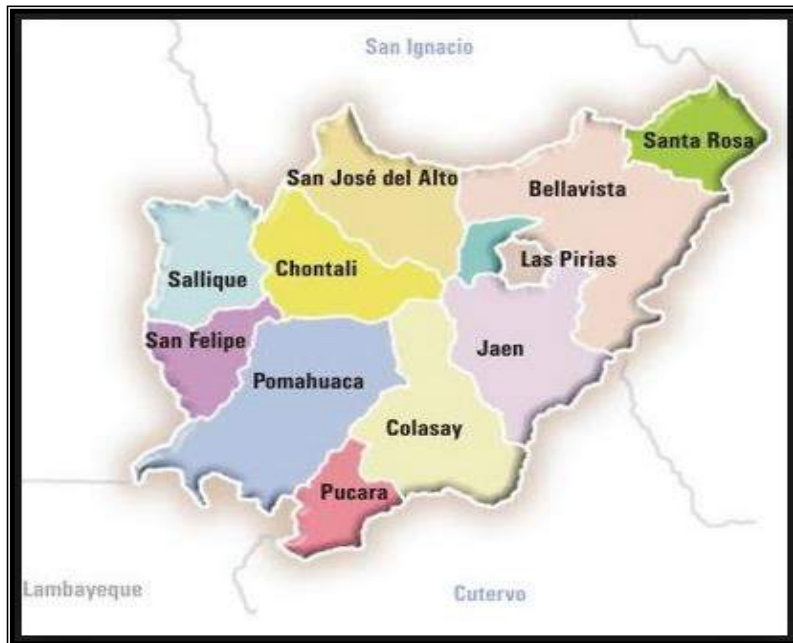 San Ignacio
Santa Rosa
San José del Alto
Bellavista
Chontali
Las Pirias
Sallique
San Felipe
Jaen
Pomahuaca
Colasay
Pucara
Lambayeque
Cutervo